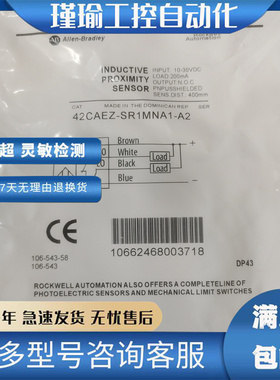 瑾瑜工控自动化
Allen-Bradley
Automation
INDUCTIVE
PROXIMITY
SENSOR
INPUT: 10-30VDC
LOAD:200mA
OUTPUT:N.O.C
PNPUSSHIELDED
SENS DIST: 400mm
CAT
MADE IN THE DOMINICAN REP
SER
42CAEZ-SR1MNA1-A2
超 灵敏检测
7天无理由退换货
Brown
White
Black
Blue
Load
Load
CE
10662468003718
106-543-58
106-543
DP43
ROCKWELL AUTOMATION ALSO OFFERS A COMPLETELINE OF
PHOTOELECTRIC SENSORS AND MECHANICAL LIMIT SWITCHES
年 急速发货 无忧售后
多型号咨询客服
满
包